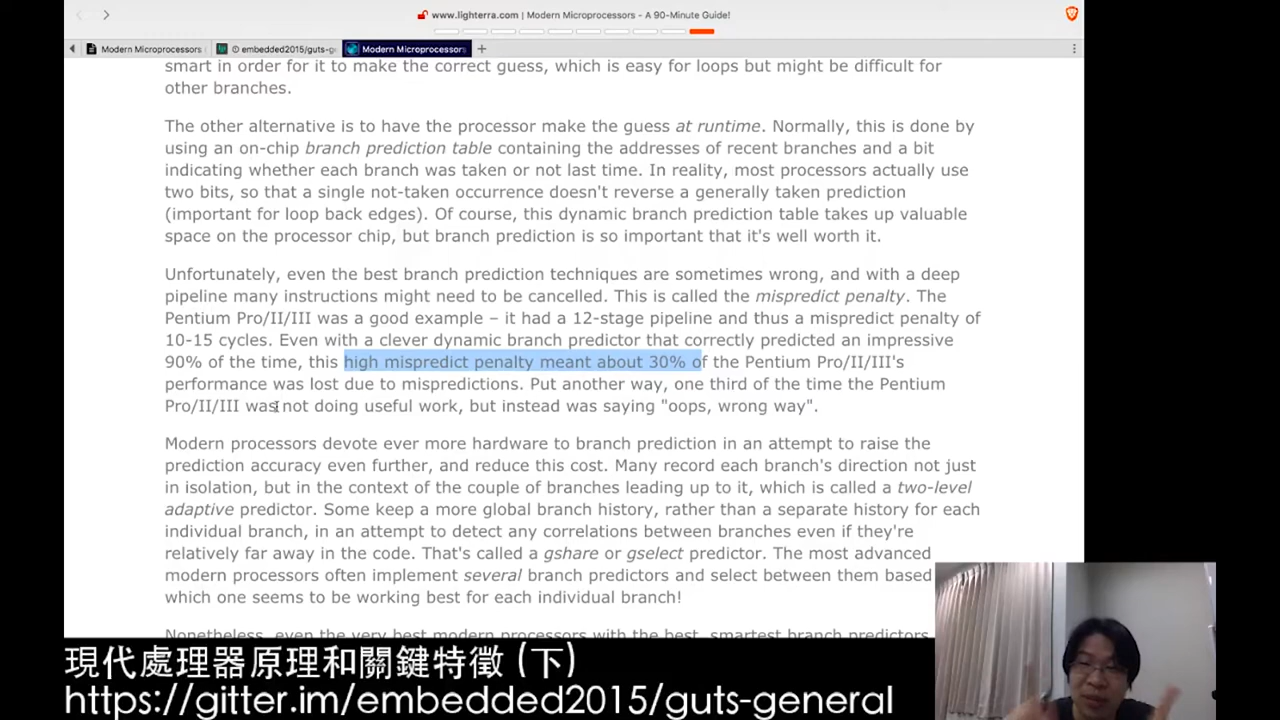 www.lighterra.com | Modern Microprocessors - A 90-Minute Guide!
Modern Microprocessors
embedded2015/guts-g
Modern Microprocessor
smart in order for it to make the correct guess, which is easy for loops but might be difficult for
other branches.
The other alternative is to have the processor make the guess at runtime. Normally, this is done by
using an on-chip branch prediction table containing the addresses of recent branches and a bit
indicating whether each branch was taken or not last time. In reality, most processors actually use
two bits, so that a single not-taken occurrence doesn't reverse a generally taken prediction
(important for loop back edges). Of course, this dynamic branch prediction table takes up valuable
space on the processor chip, but branch prediction is so important that it's well worth it.
Unfortunately, even the best branch prediction techniques are sometimes wrong, and with a deep
pipeline many instructions might need to be cancelled. This is called the mispredict penalty. The
Pentium Pro/II/III was a good example – it had a 12-stage pipeline and thus a mispredict penalty of
10-15 cycles. Even with a clever dynamic branch predictor that correctly predicted an impressive
90% of the time, this high mispredict penalty meant about 30% of the Pentium Pro/II/III's
performance was lost due to mispredictions. Put another way, one third of the time the Pentium
Pro/II/III was not doing useful work, but instead was saying "oops, wrong way".
Modern processors devote ever more hardware to branch prediction in an attempt to raise the
prediction accuracy even further, and reduce this cost. Many record each branch's direction not just
in isolation, but in the context of the couple of branches leading up to it, which is called a two-level
adaptive predictor. Some keep a more global branch history, rather than a separate history for each
individual branch, in an attempt to detect any correlations between branches even if they're
relatively far away in the code. That's called a gshare or gselect predictor. The most advanced
modern processors often implement several branch predictors and select between them based
which one seems to be working best for each individual branch!
Nonetheless, even the very best modern processors with the best, smartest branch predictors
現代處理器原理和關鍵特徵 (下)
https://gitter.im/embedded2015/guts-general